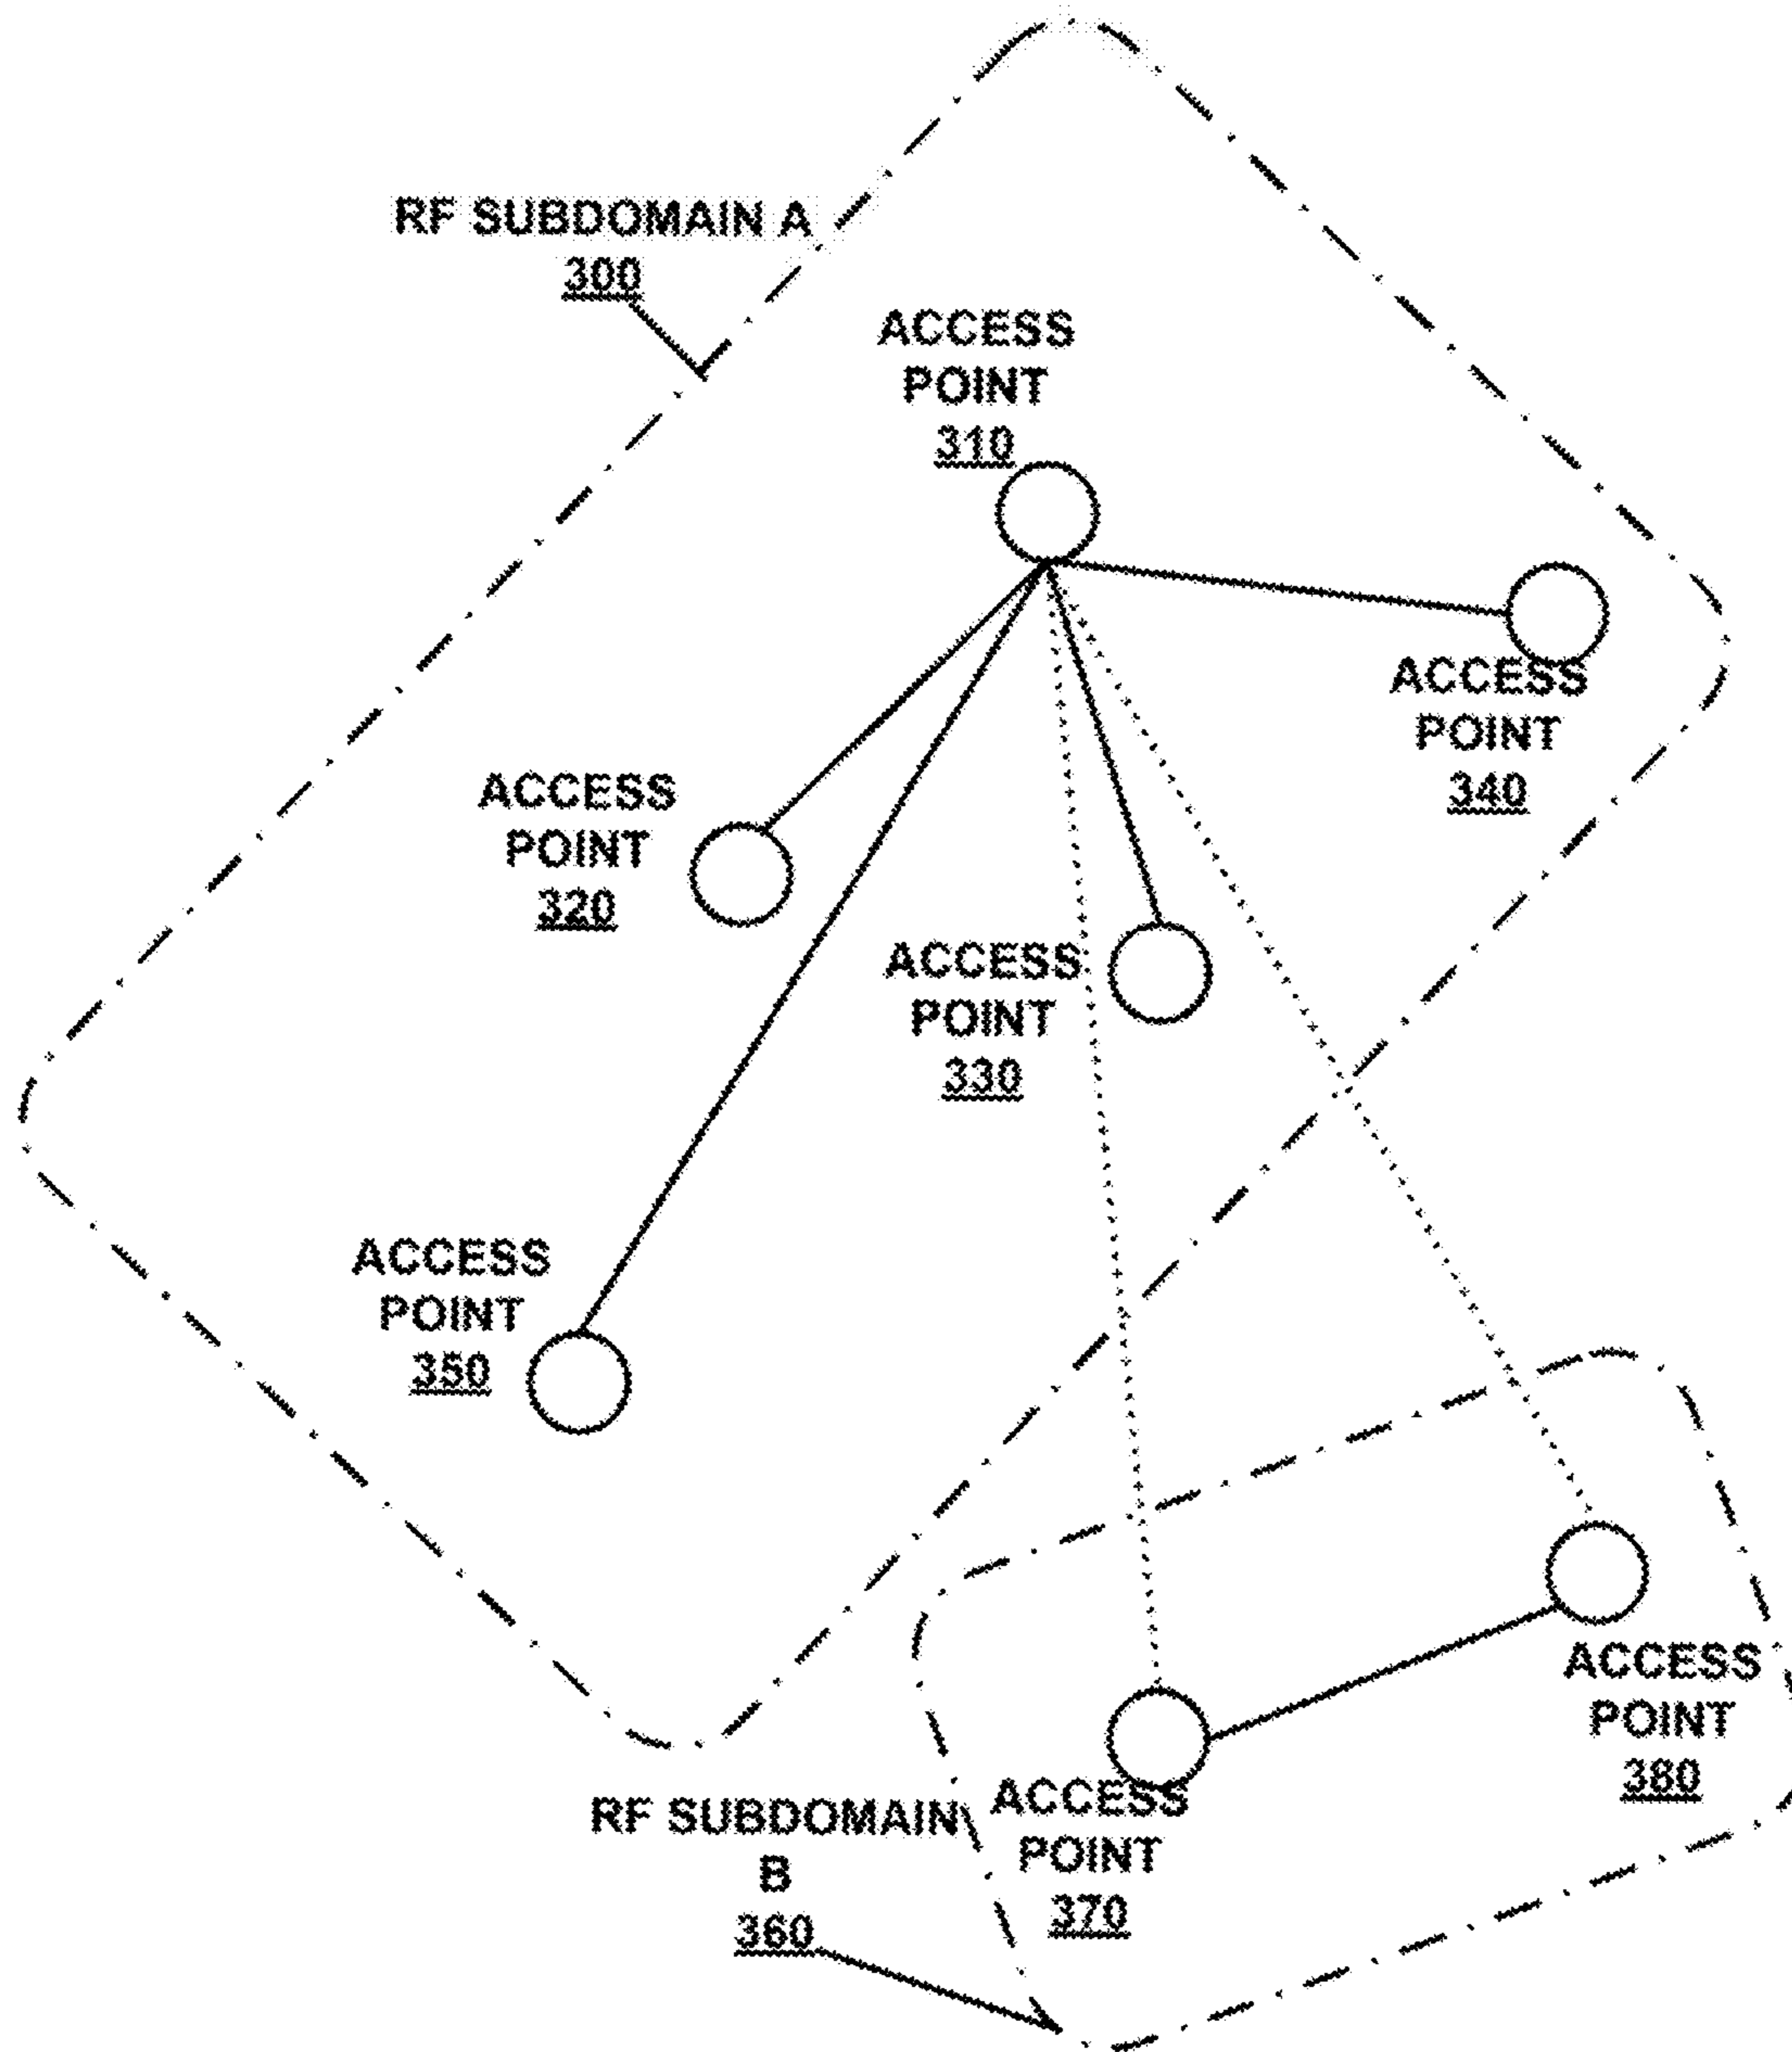 RF SUBDOMAIN A
300
ACCESS
POINT
310
ACCESS
POINT
340
ACCESS
POINT
320
ACCESS
POINT
330
ACCESS
POINT
350
ACCESS
POINT
380
RF SUBDOMAIN
B
360
ACCESS
POINT
370